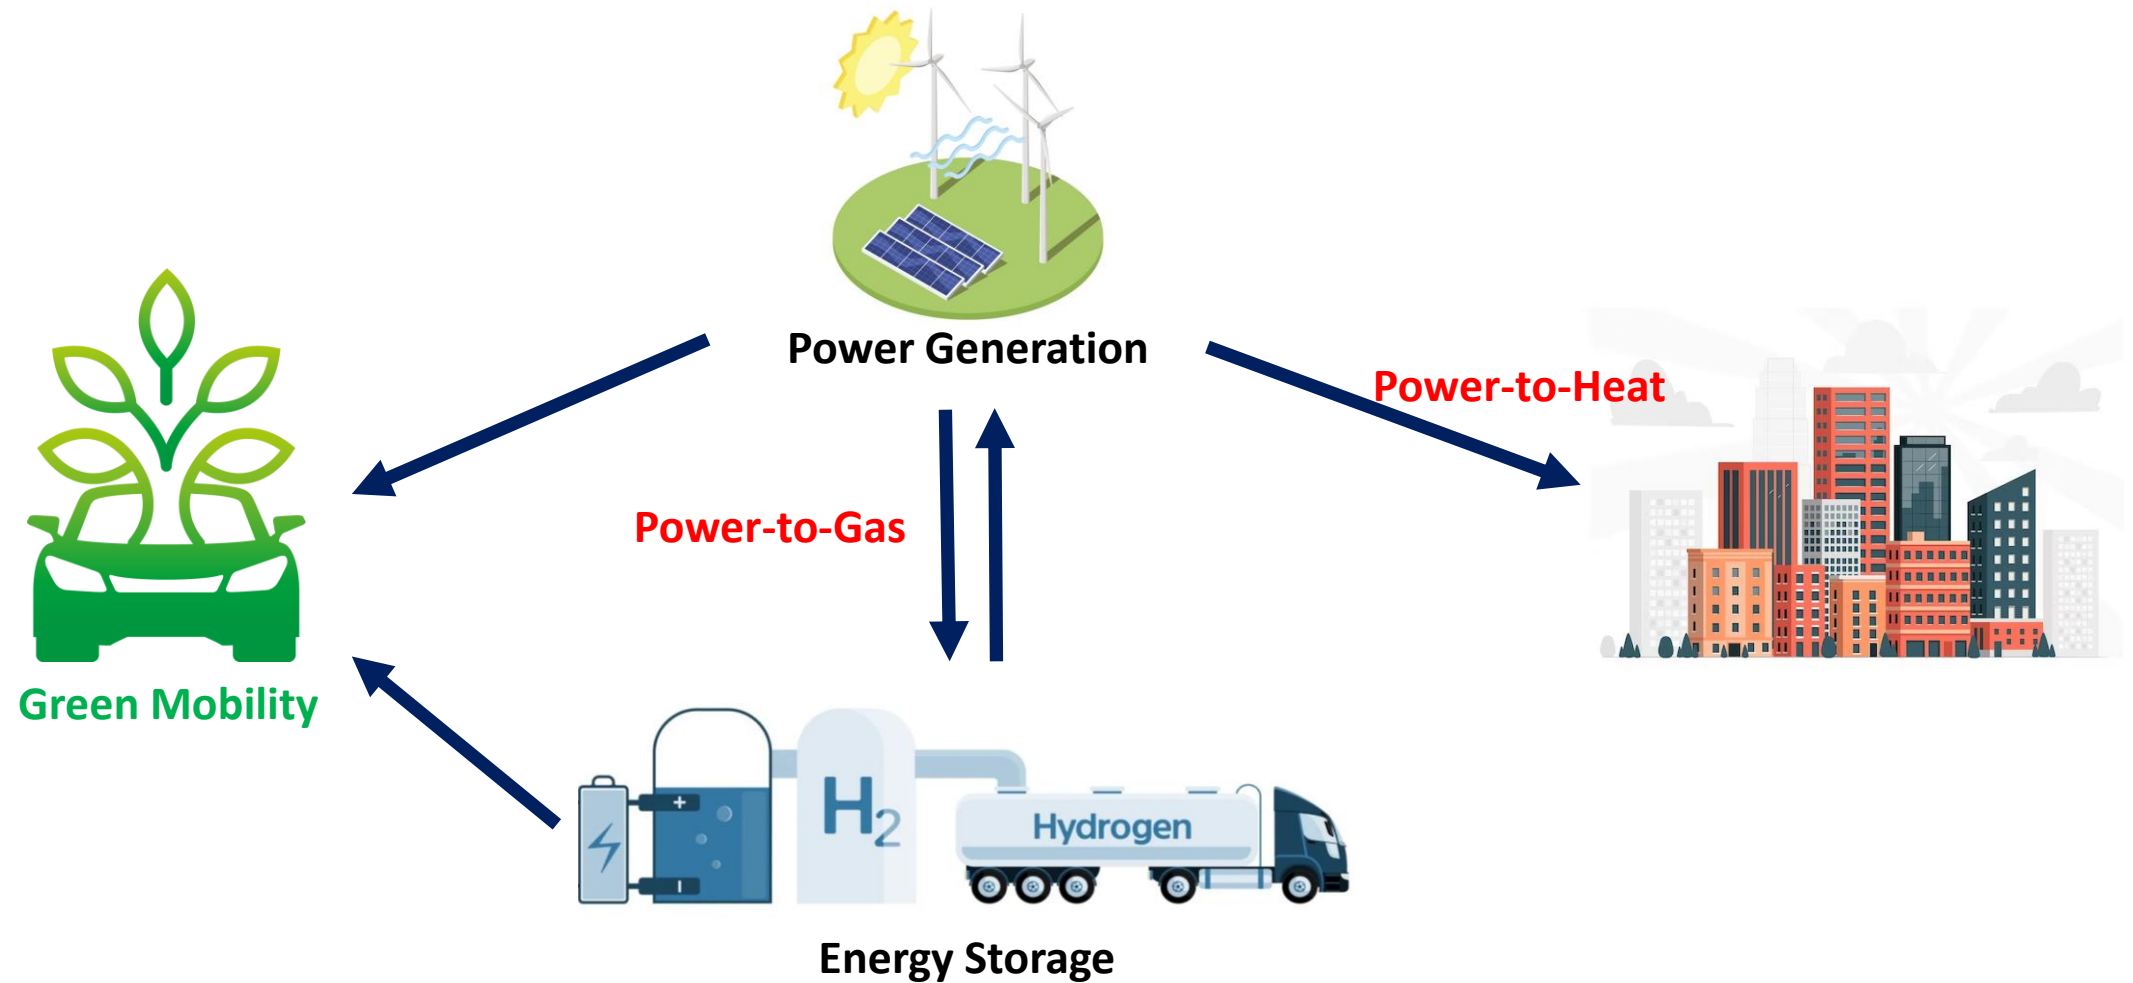 Power Generation
Power-to-Heat
Power-to-Gas
Green Mobility
+
H2
Hydrogen
Energy Storage